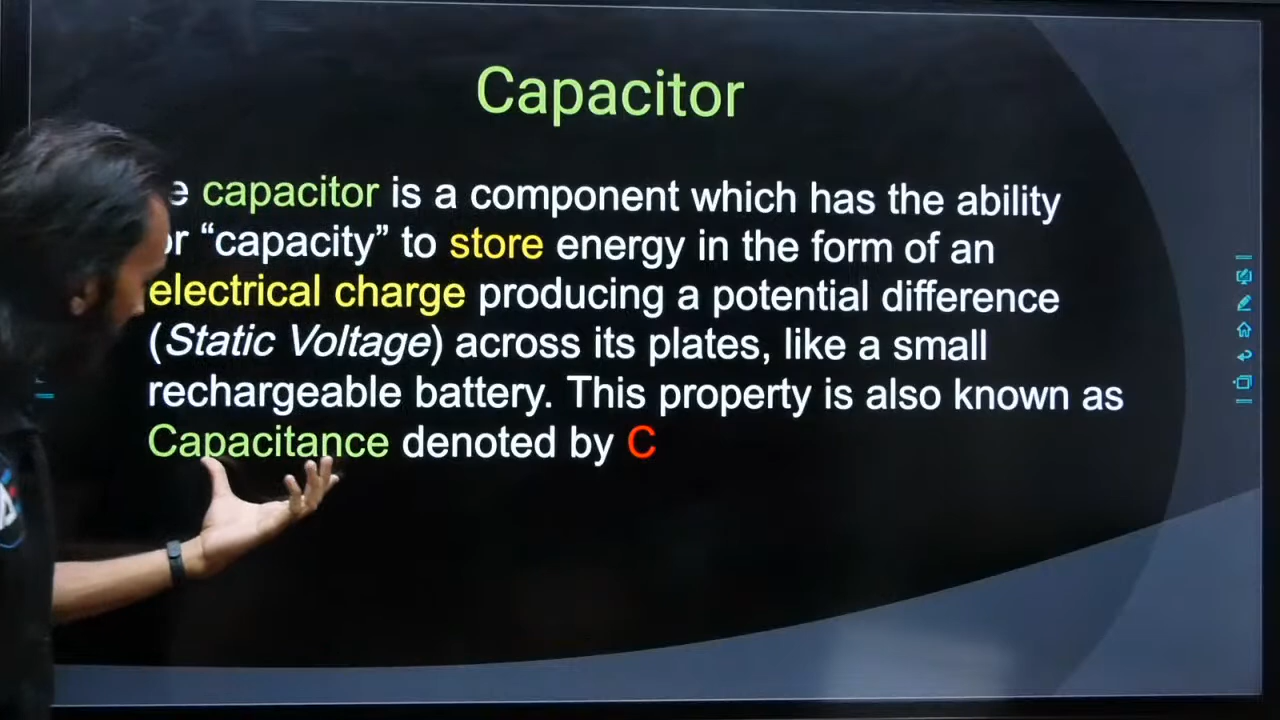 Capacitor
capacitor is a component which has the ability
or “capacity” to store energy in the form of an
electrical charge producing a potential difference
(Static Voltage) across its plates, like a small
rechargeable battery. This property is also known as
Capacitance denoted by C